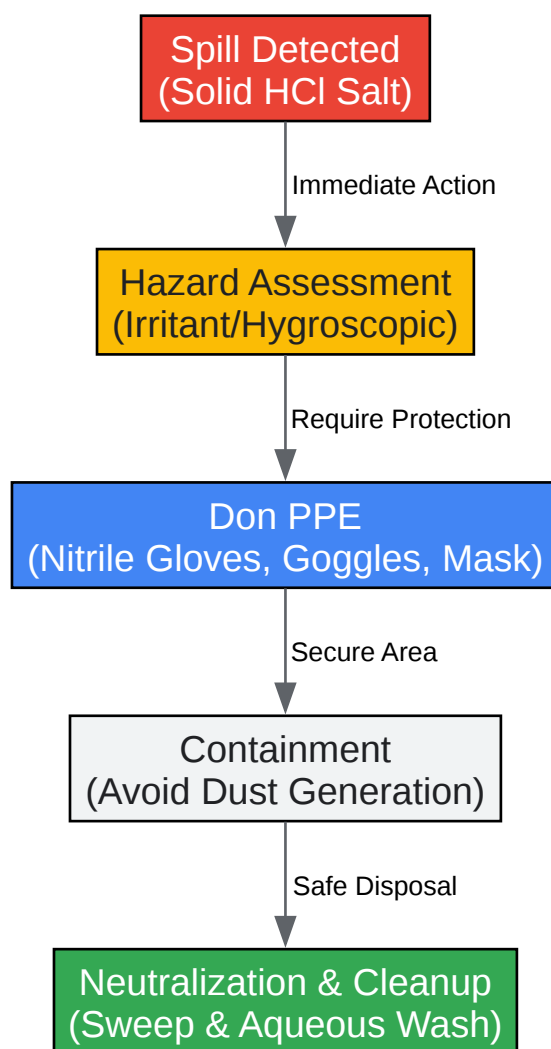 Spill Detected
(Solid HCl Salt)
Immediate Action
Hazard Assessment
(Irritant/Hygroscopic)
Require Protection
Don PPE
(Nitrile Gloves, Goggles, Mask)
Secure Area
Containment
(Avoid Dust Generation)
Safe Disposal
Neutralization & Cleanup
(Sweep & Aqueous Wash)